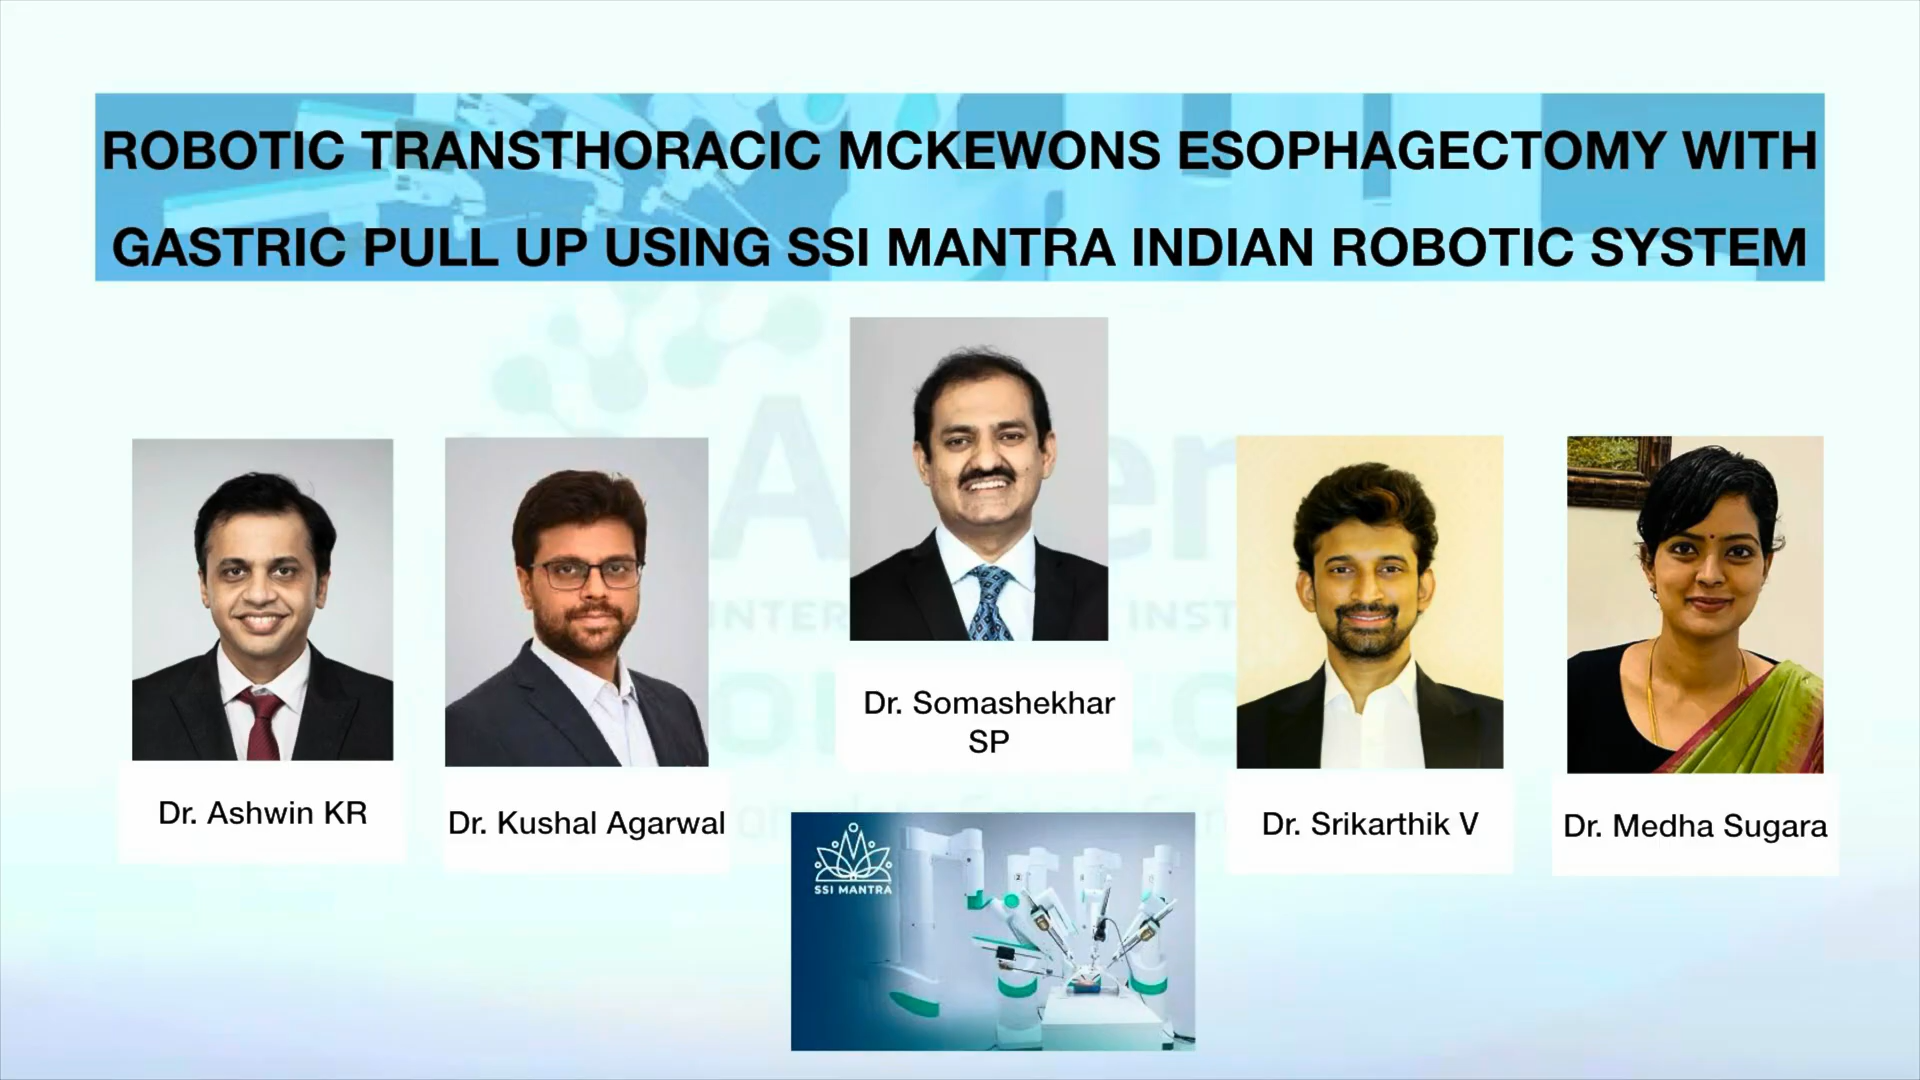 ROBOTIC TRANSTHORACIC MCKEWONS ESOPHAGECTOMY WITH
GASTRIC PULL UP USING SSI MANTRA INDIAN ROBOTIC SYSTEM
Dr. Ashwin KR
Dr. Kushal Agarwal
Dr. Somashekhar
SP
Dr. Srikarthik V
Dr. Medha Sugara
SSI MANTRA